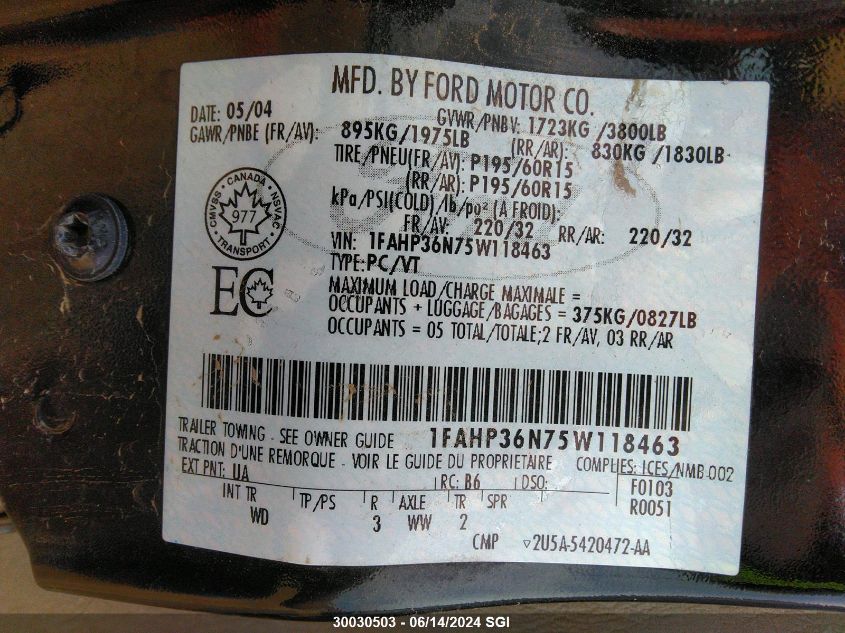 MFD. BY FORD MOTOR CO.
DATE: 05/04 GVWR/PNBV: 1723KG /3800LB
GAWR/PNBE (FR/AV): 895KG/1975LB (RR/AR): 830KG /1830LB
TIRE/PNEU(FR/AV): P195/60R15
(RR/AR): P195/60R15
kPa/PSI(COLD)/lb/po² (A FROID):
FR/AV: 220/32 RR/AR: 220/32
VIN: 1FAHP36N75W118463
TYPE:PC/VT
CMVSS · CANADA · NSVAC
977
TRANSPORT
EC
MAXIMUM LOAD/CHARGE MAXIMALE =
OCCUPANTS + LUGGAGE/BAGAGES = 375KG/0827LB
OCCUPANTS = 05 TOTAL/TOTALE;2 FR/AV, 03 RR/AR
TRAILER TOWING - SEE OWNER GUIDE 1FAHP36N75W118463
TRACTION D'UNE REMORQUE - VOIR LE GUIDE DU PROPRIETAIRE COMPLIES: ICES/NMB-002
EXT PNT: UA RC: B6 DSO: F0103
INT TR TP/PS R AXLE TR SPR R0051
WD 3 WW 2
CMP ▽2U5A-5420472-AA
30030503 - 06/14/2024 SGI